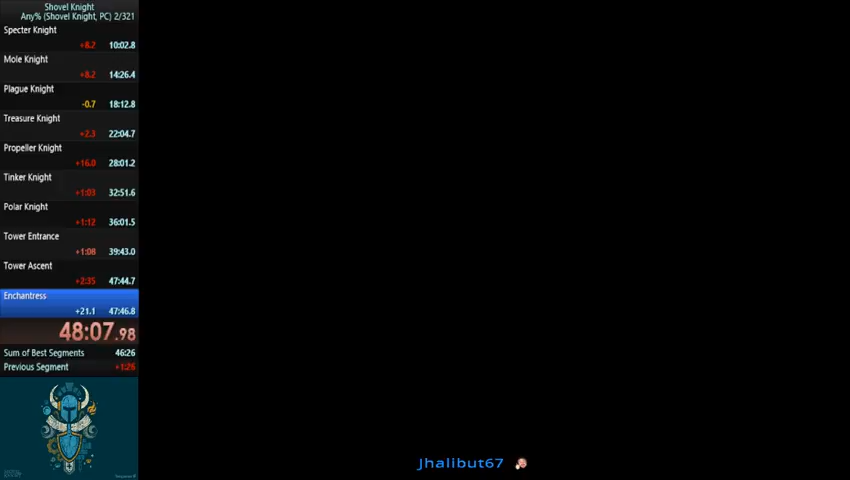 Shovel Knight
Any% (Shovel Knight, PC) 2/321
Specter Knight
+8.2 10:02.8
Mole Knight
+8.2 14:26.4
Plague Knight
-0.7 18:12.8
Treasure Knight
+2.3 22:04.7
Propeller Knight
+16.0 28:01.2
Tinker Knight
+1:03 32:51.6
Polar Knight
+1:12 36:01.5
Tower Entrance
+1:08 39:43.0
Tower Ascent
+2:35 47:44.7
Enchantress
+21.1 47:46.8
48:07.98
Sum of Best Segments 46:26
Previous Segment +1:26
Jhalibut67